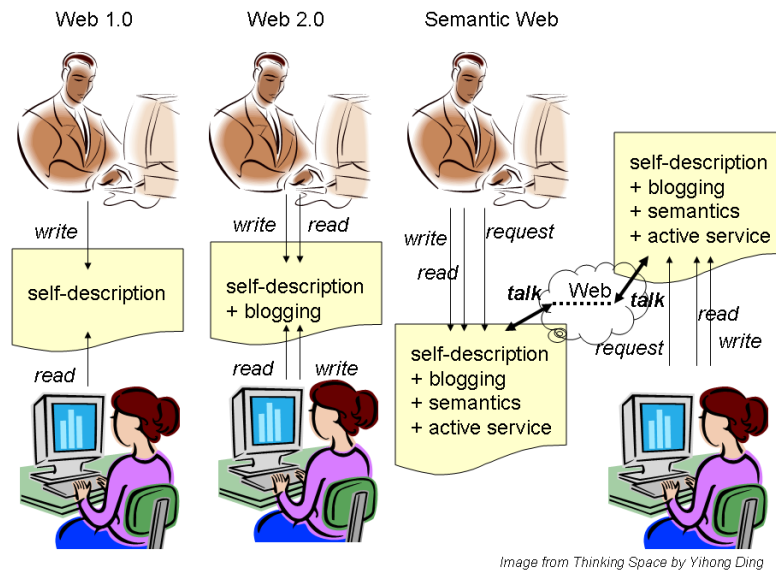 Web 1.0
Web 2.0
Semantic Web
write
self-description
read
write
read
self-description
+ blogging
read
write
write
request
read
self-description
+ blogging
+ semantics
+ active service
talk
Web
talk
self-description
+ blogging
+ semantics
+ active service
request
read
write
Image from Thinking Space by Yihong Ding